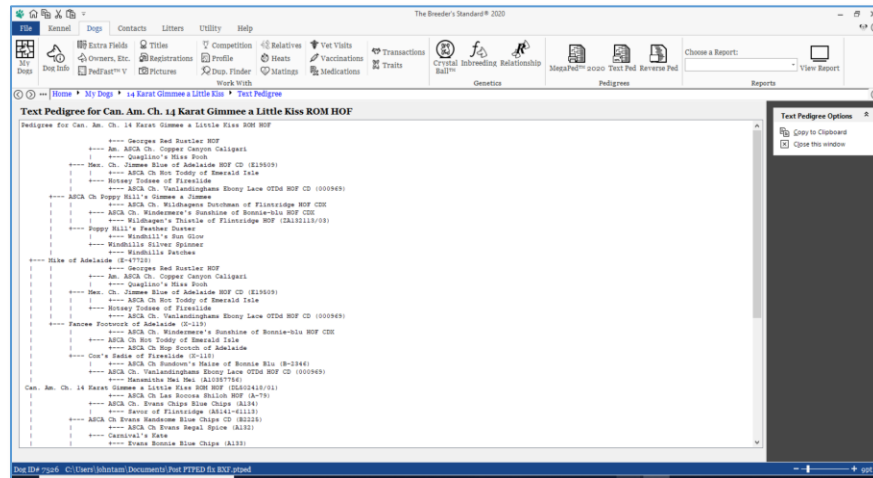 The Breeder's Standard® 2020
File Kennel Dogs Contacts Litters Utility Help
My Dogs
Dog Info
Extra Fields
Owners, Etc.
PedFast™ V
Titles
Registrations
Pictures
Competition
Profile
Dup. Finder
Relatives
Heats
Matings
Vet Visits
Vaccinations
Medications
Transactions
Traits
Crystal Ball™
Inbreeding
Relationship
MegaPed™ 2020
Text Ped
Reverse Ped
Choose a Report:
View Report
Work With
Genetics
Pedigrees
Reports
Home My Dogs 14 Karat Gimmee a Little Kiss Text Pedigree
Text Pedigree for Can. Am. Ch. 14 Karat Gimmee a Little Kiss ROM HOF
Pedigree for Can. Am. Ch. 14 Karat Gimmee a Little Kiss ROM HOF
+--- Georges Red Rustler HOF
+--- Am. ASCA Ch. Copper Canyon Caligari
| +--- Quaglino's Miss Pooh
+--- Mex. Ch. Jimmee Blue of Adelaide HOF CD (E19509)
| | +--- ASCA Ch Hot Toddy of Emerald Isle
| +--- Hotsey Todsee of Fireslide
| +--- ASCA Ch. Vanlandinghams Ebony Lace OTDd HOF CD (000969)
+--- ASCA Ch Poppy Hill's Gimmee a Jimmee
| | +--- ASCA Ch. Wildhagens Dutchman of Flintridge HOF CDX
| | +--- ASCA Ch. Windermere's Sunshine of Bonnie-blu HOF CDX
| | | +--- Wildhagen's Thistle of Flintridge HOF (ZA132118/03)
| +--- Poppy Hill's Feather Duster
| | +--- Windhill's Sun Glow
| +--- Windhills Silver Spinner
| +--- Windhills Patches
+--- Mike of Adelaide (E-47728)
| | +--- Georges Red Rustler HOF
| | +--- Am. ASCA Ch. Copper Canyon Caligari
| | | +--- Quaglino's Miss Pooh
| | +--- Mex. Ch. Jimmee Blue of Adelaide HOF CD (E19509)
| | | | +--- ASCA Ch Hot Toddy of Emerald Isle
| | | +--- Hotsey Todsee of Fireslide
| | | +--- ASCA Ch. Vanlandinghams Ebony Lace OTDd HOF CD (000969)
| +--- Fancee Footwork of Adelaide (X-119)
| | +--- ASCA Ch. Windermere's Sunshine of Bonnie-blu HOF CDX
| | +--- ASCA Ch Hot Toddy of Emerald Isle
| | | +--- ASCA Ch Hop Scotch of Adelaide
| +--- Con's Sadie of Fireslide (X-118)
| | +--- ASCA Ch Sundown's Maize of Bonnie Blu (B-2346)
| +--- ASCA Ch. Vanlandinghams Ebony Lace OTDd HOF CD (000969)
| +--- Mansmiths Mei Mei (A10357756)
Can. Am. Ch. 14 Karat Gimmee a Little Kiss ROM HOF (DL802418/01)
| +--- ASCA Ch Las Rocosa Shiloh HOF (A-79)
| +--- ASCA Ch. Evans Chips Blue Chips (A134)
| | +--- Savor of Flintridge (A5141-61113)
| +--- ASCA Ch Evans Handsome Blue Chips CD (B2225)
| | | +--- ASCA Ch Evans Regal Spice (A132)
| | +--- Carnival's Kate
| | +--- Evans Bonnie Blue Chips (A133)
Text Pedigree Options
Copy to Clipboard
Close this window
Dog ID# 7526 C:\Users\johntam\Documents\Post PTPED fix BXF.ptped
9pt